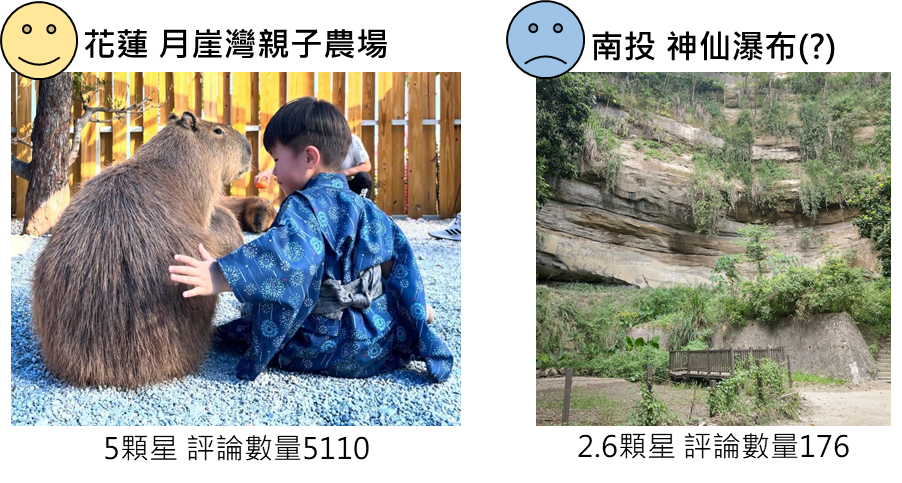 花蓮 月崖灣親子農場
南投 神仙瀑布(?)
5顆星 評論數量5110
2.6顆星 評論數量176